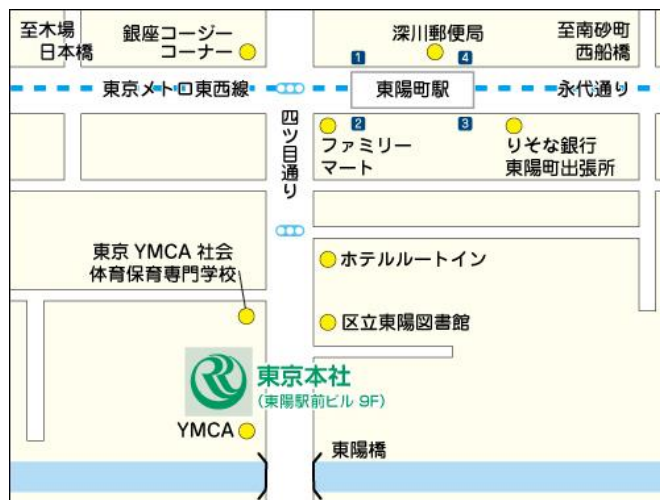 至木場
日本橋
銀座コージー
コーナー
深川郵便局
至南砂町
西船橋
1
4
東京メトロ東西線
東陽町駅
永代通り
四ツ目通り
2
3
ファミリー
マート
りそな銀行
東陽町出張所
東京 YMCA 社会
体育保育専門学校
ホテルルートイン
区立東陽図書館
東京本社
(東陽駅前ビル 9F)
YMCA
東陽橋